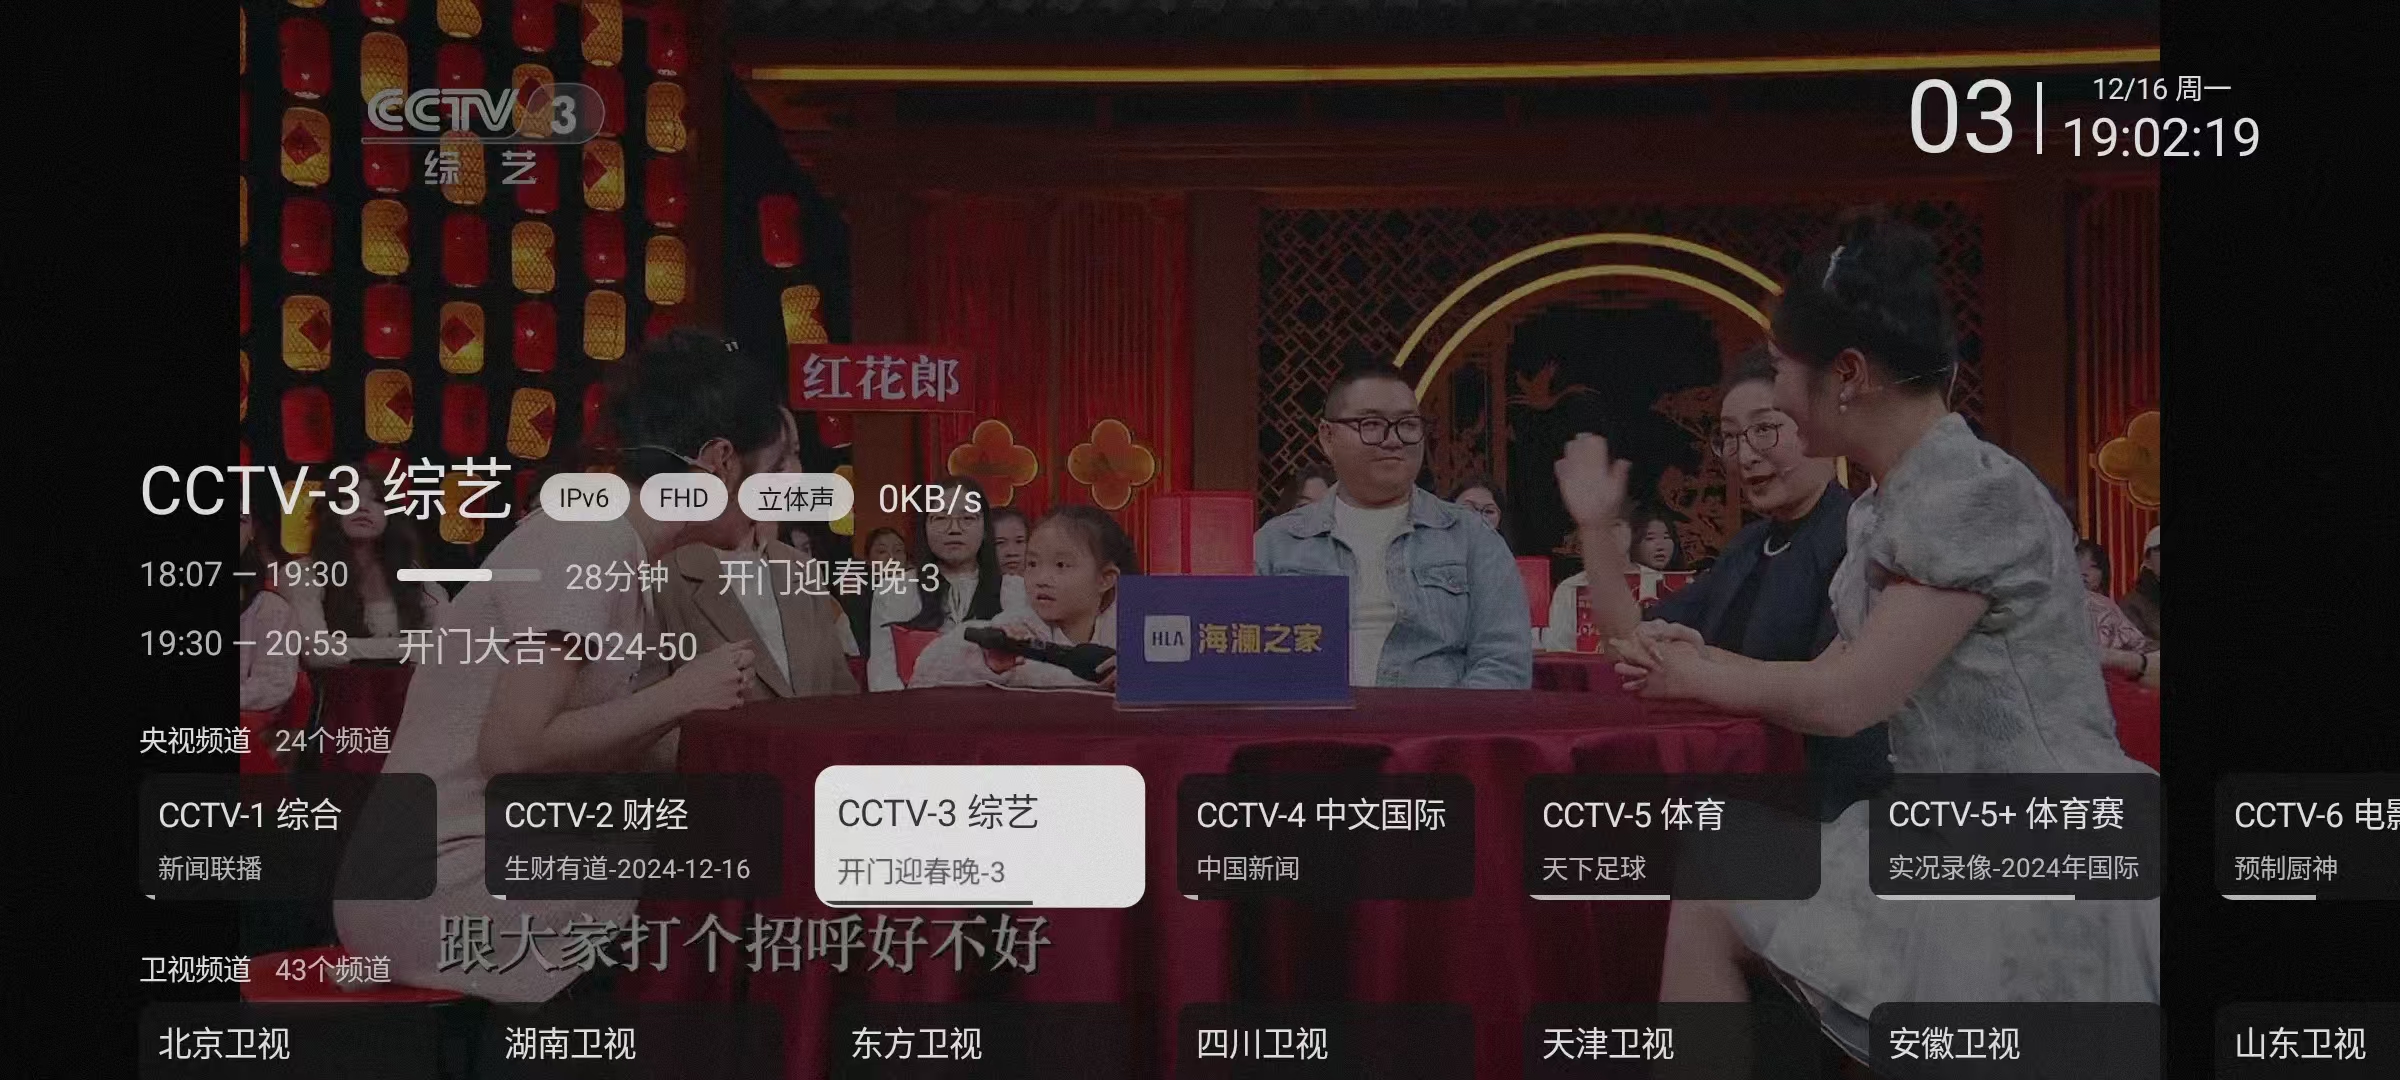 CCTV 3
综艺
03
12/16 周一
19:02:19
红花郎
CCTV-3 综艺 IPv6 FHD 立体声 0KB/s
18:07 — 19:30 28分钟 开门迎春晚-3
19:30 — 20:53 开门大吉-2024-50
HLA 海澜之家
央视频道 24个频道
CCTV-1 综合
新闻联播
CCTV-2 财经
生财有道-2024-12-16
CCTV-3 综艺
开门迎春晚-3
CCTV-4 中文国际
中国新闻
CCTV-5 体育
天下足球
CCTV-5+ 体育赛
实况录像-2024年国际
CCTV-6 电影
预制厨神
跟大家打个招呼好不好
卫视频道 43个频道
北京卫视
湖南卫视
东方卫视
四川卫视
天津卫视
安徽卫视
山东卫视